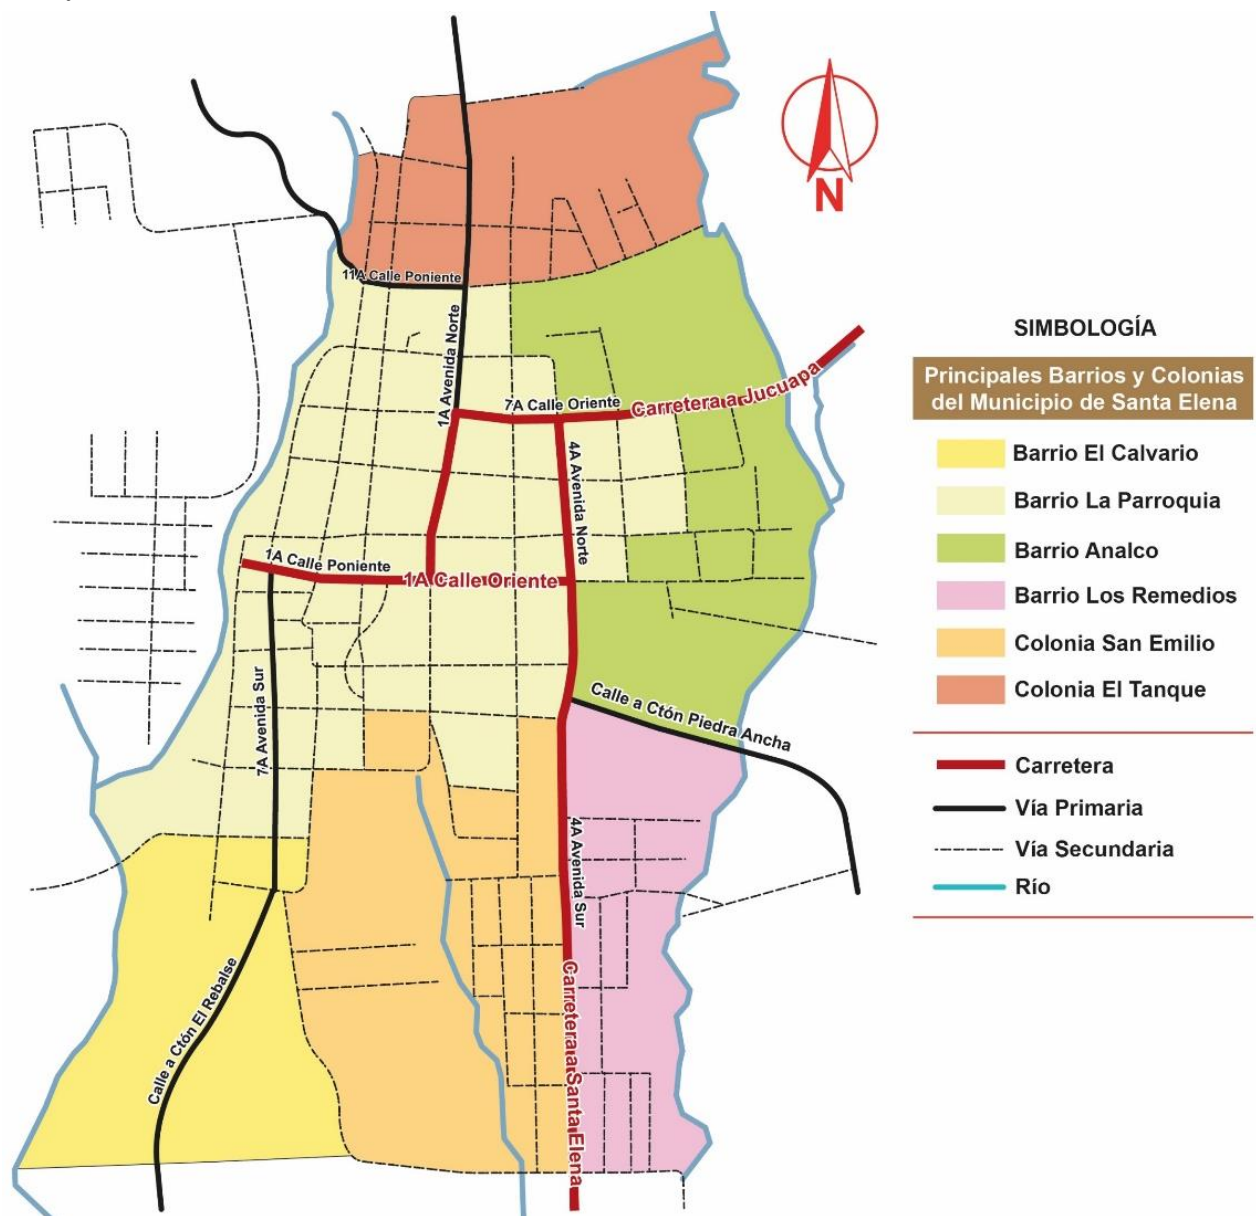 N
11A Calle Poniente
1A Avenida Norte
7A Calle Oriente
Carretera a Jucuapa
4A Avenida Norte
1A Calle Poniente
1A Calle Oriente
7A Avenida Sur
Calle a Ctón Piedra Ancha
4A Avenida Sur
Calle a Ctón El Rebalse
Carretera a Santa Elena
SIMBOLOGÍA
Principales Barrios y Colonias
del Municipio de Santa Elena
Barrio El Calvario
Barrio La Parroquia
Barrio Analco
Barrio Los Remedios
Colonia San Emilio
Colonia El Tanque
Carretera
Vía Primaria
Vía Secundaria
Río